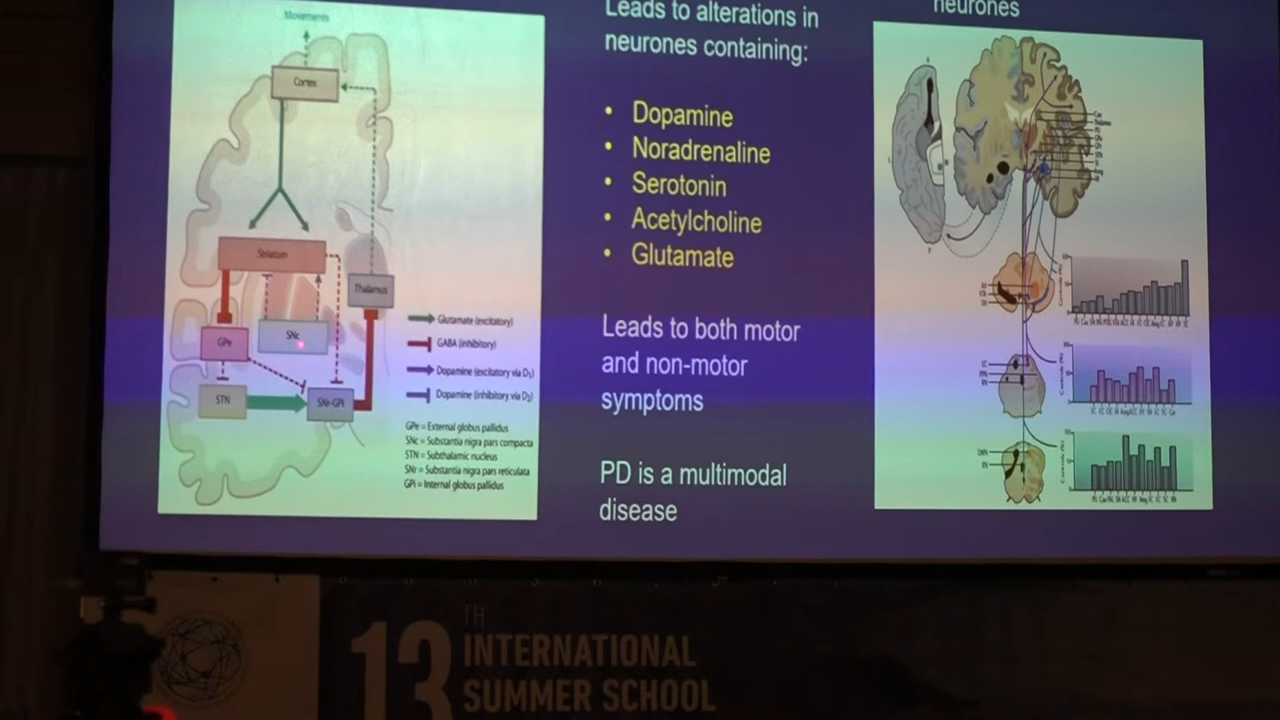 Movements
Cortex
Striatum
Thalamus
GPe
SNc
STN
SNr-GPi
Glutamate (excitatory)
GABA (inhibitory)
Dopamine (excitatory via D₁)
Dopamine (inhibitory via D₂)
GPe = External globus pallidus
SNc = Substantia nigra pars compacta
STN = Subthalamic nucleus
SNr = Substantia nigra pars reticulata
GPi = Internal globus pallidus
Leads to alterations in
neurones containing:
• Dopamine
• Noradrenaline
• Serotonin
• Acetylcholine
• Glutamate
Leads to both motor
and non-motor
symptoms
PD is a multimodal
disease
neurones
13TH
INTERNATIONAL
SUMMER SCHOOL